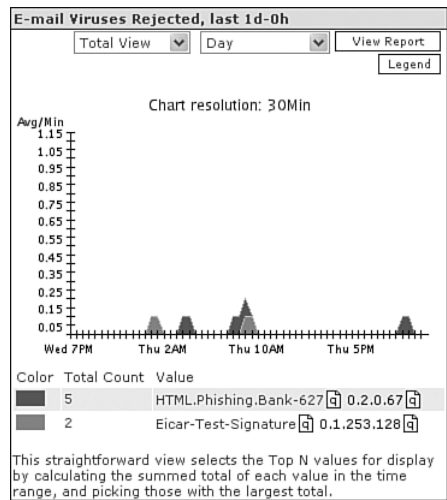 E-mail Viruses Rejected, last 1d-0h
Total View Day View Report
Legend
Chart resolution: 30Min
Avg/Min
1.15
1.05
0.95
0.85
0.75
0.65
0.55
0.45
0.35
0.25
0.15
0.05
Wed 7PM Thu 2AM Thu 10AM Thu 5PM
Color Total Count Value
5 HTML.Phishing.Bank-627 q 0.2.0.67 q
2 Eicar-Test-Signature q 0.1.253.128 q
This straightforward view selects the Top N values for display
by calculating the summed total of each value in the time
range, and picking those with the largest total.